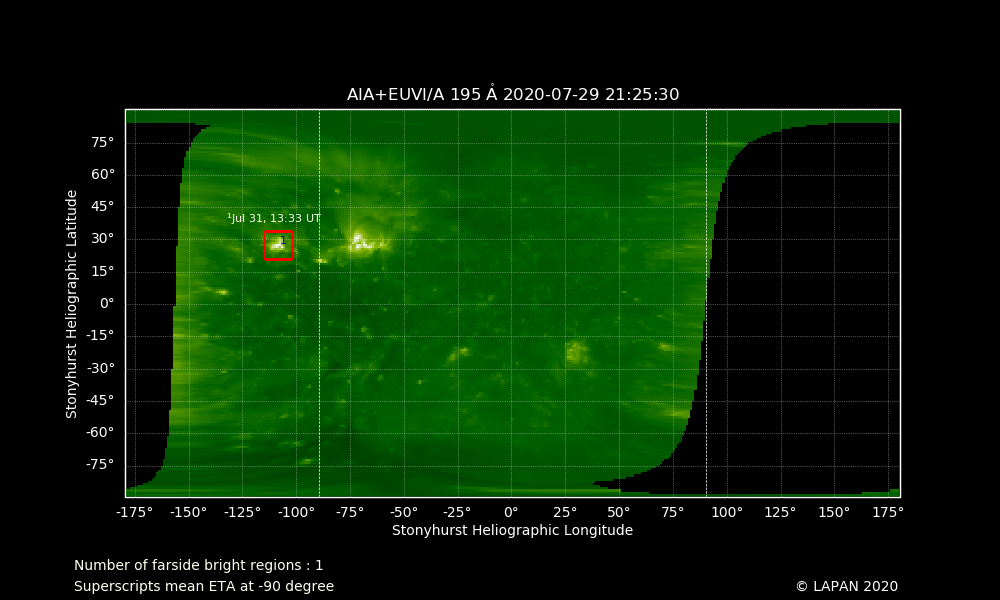 AIA+EUVI/A 195 Å 2020-07-29 21:25:30
75°
60°
45°
30°
15°
0°
-15°
-30°
-45°
-60°
-75°
Stonyhurst Heliographic Latitude
¹Jul 31, 13:33 UT
1
-175° -150° -125° -100° -75° -50° -25° 0° 25° 50° 75° 100° 125° 150° 175°
Stonyhurst Heliographic Longitude
Number of farside bright regions : 1
Superscripts mean ETA at -90 degree
© LAPAN 2020